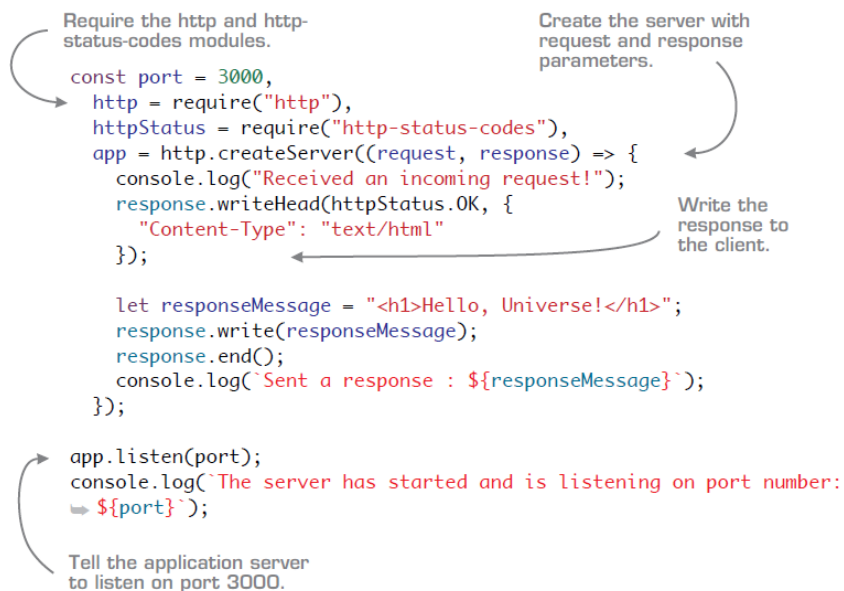 Require the http and http-
status-codes modules.
Create the server with
request and response
parameters.
const port = 3000,
  http = require("http"),
  httpStatus = require("http-status-codes"),
  app = http.createServer((request, response) => {
    console.log("Received an incoming request!");
    response.writeHead(httpStatus.OK, {
      "Content-Type": "text/html"
    });
Write the
response to
the client.
    let responseMessage = "<h1>Hello, Universe!</h1>";
    response.write(responseMessage);
    response.end();
    console.log(`Sent a response : ${responseMessage}`);
  });
app.listen(port);
console.log(`The server has started and is listening on port number:
➥ ${port}`);
Tell the application server
to listen on port 3000.